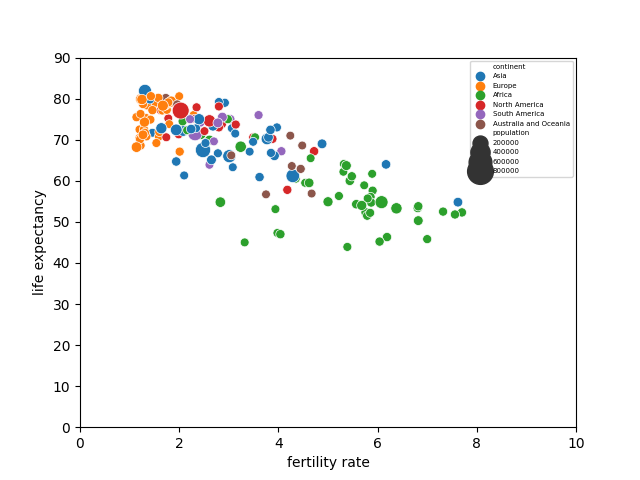 90
80
70
60
50
40
30
20
10
0
life expectancy
0 2 4 6 8 10
fertility rate
continent
Asia
Europe
Africa
North America
South America
Australia and Oceania
population
200000
400000
600000
800000